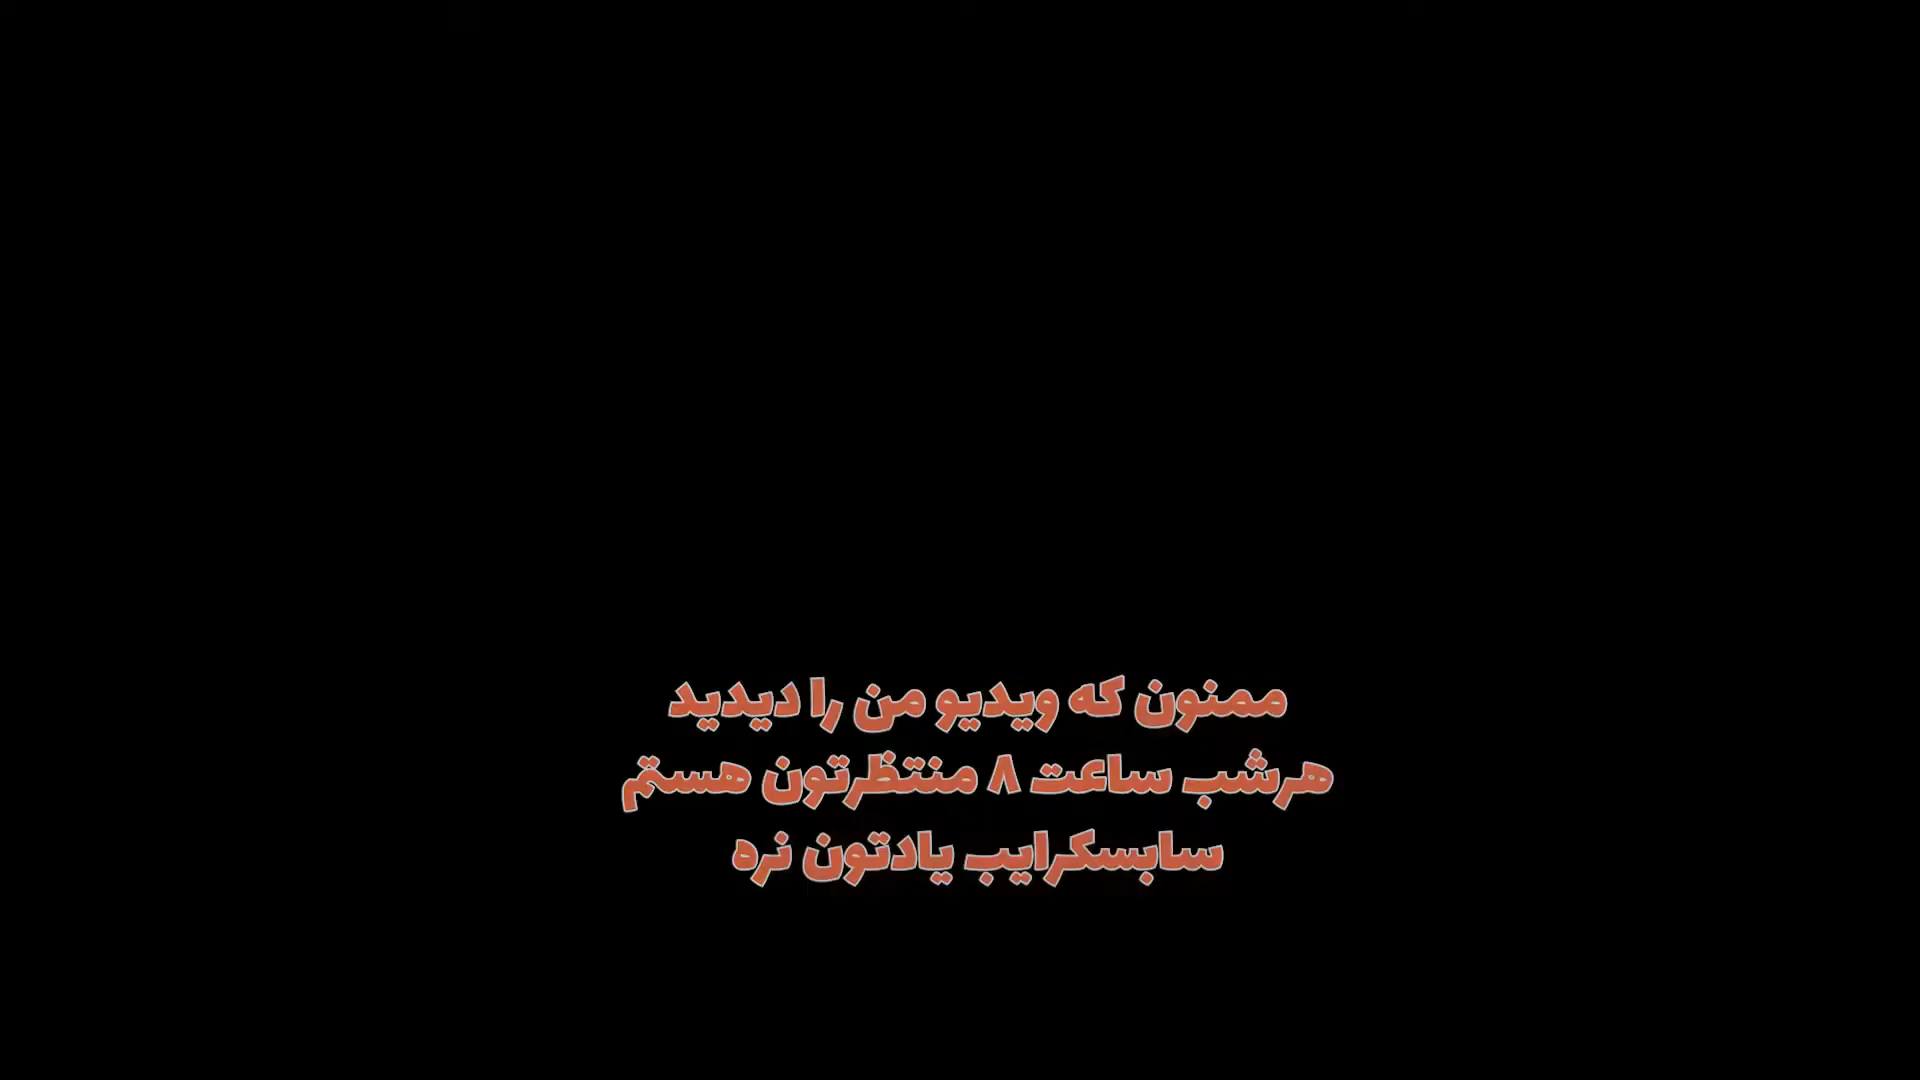 ممنون که ویدیو من را دیدید
هرشب ساعت ۸ منتظرتون هستم
سابسکرایب یادتون نره